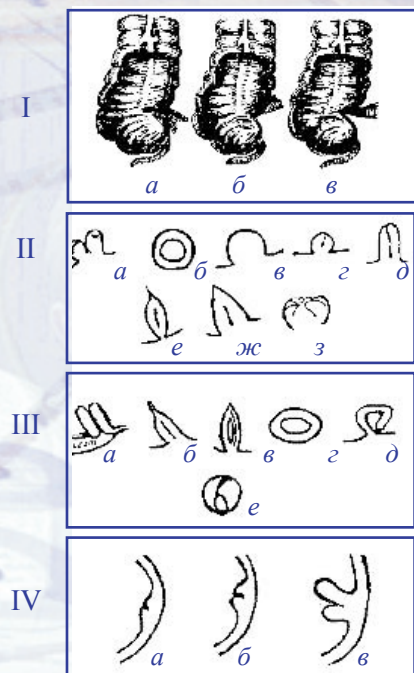 I
а б в
II
а б в г д
е ж з
III
а б в г д
е
IV
а б в